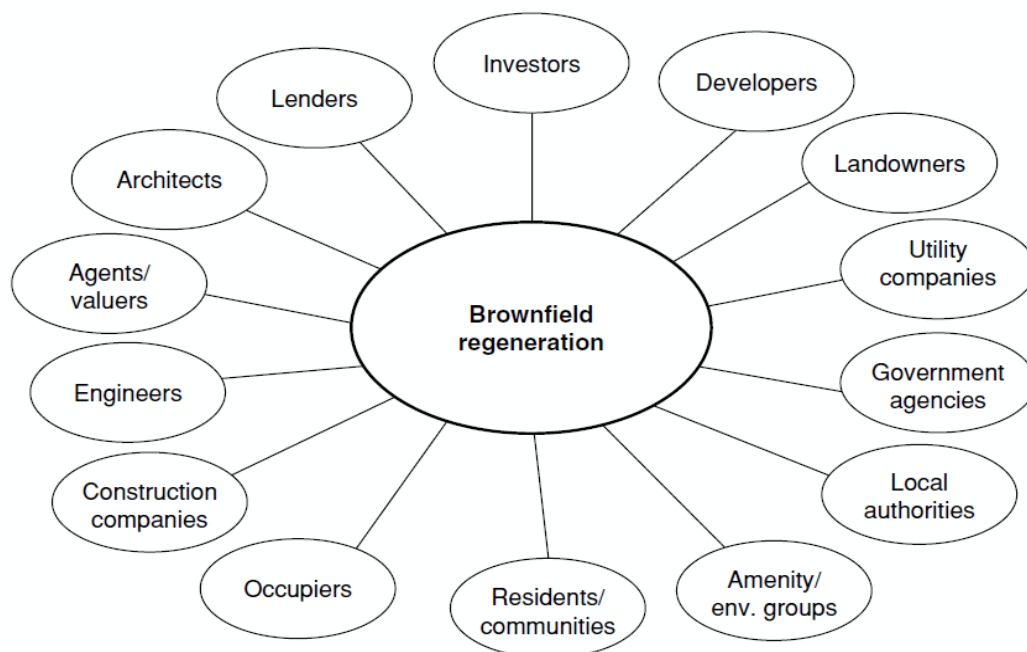 Investors
Developers
Lenders
Landowners
Architects
Utility
companies
Agents/
valuers
Brownfield
regeneration
Government
agencies
Engineers
Local
authorities
Construction
companies
Occupiers
Residents/
communities
Amenity/
env. groups